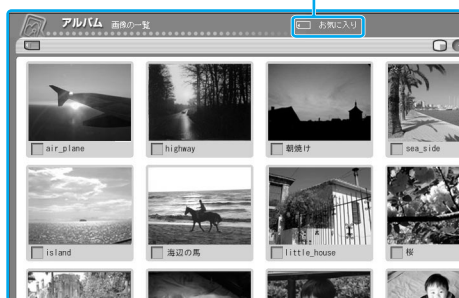 アルバム 画像の一覧 お気に入り
air_plane highway 朝焼け sea_side
island 海辺の馬 little_house 桜